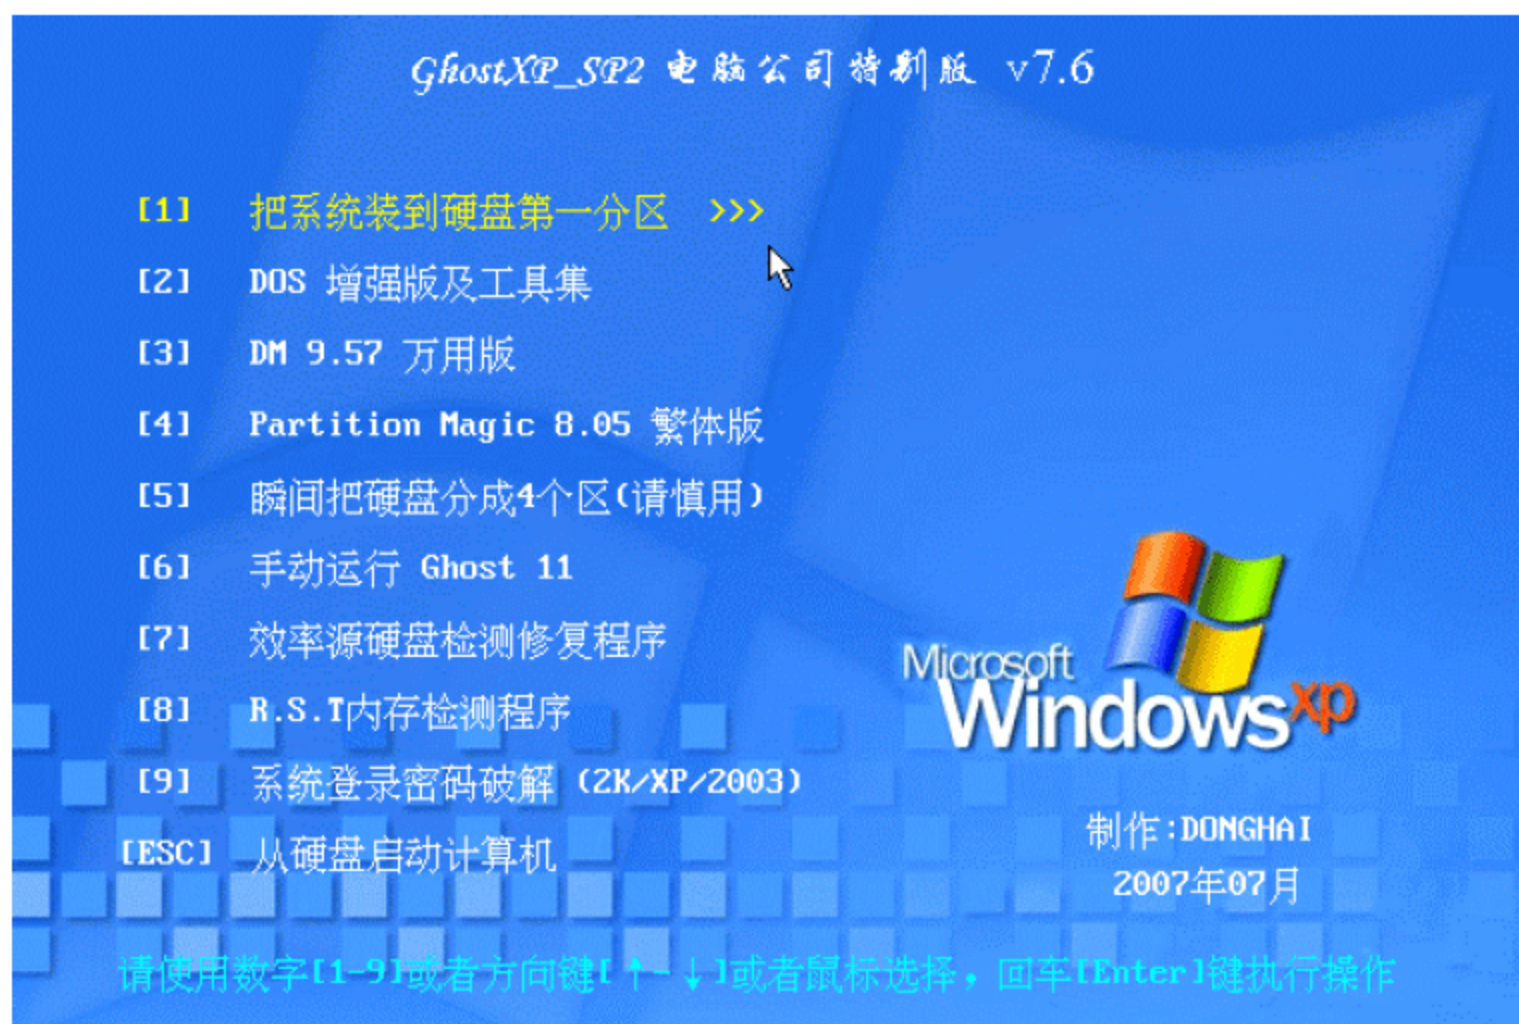 GhostXP_SP2 电脑公司特别版 v7.6
[1] 把系统装到硬盘第一分区 >>>
[2] DOS 增强版及工具集
[3] DM 9.57 万用版
[4] Partition Magic 8.05 繁体版
[5] 瞬间把硬盘分成4个区(请慎用)
[6] 手动运行 Ghost 11
[7] 效率源硬盘检测修复程序
[8] R.S.T内存检测程序
[9] 系统登录密码破解 (2K/XP/2003)
[ESC] 从硬盘启动计算机
Microsoft
Windows xp
制作:DONGHAI
2007年07月
请使用数字[1-9]或者方向键[↑-↓]或者鼠标选择，回车[Enter]键执行操作